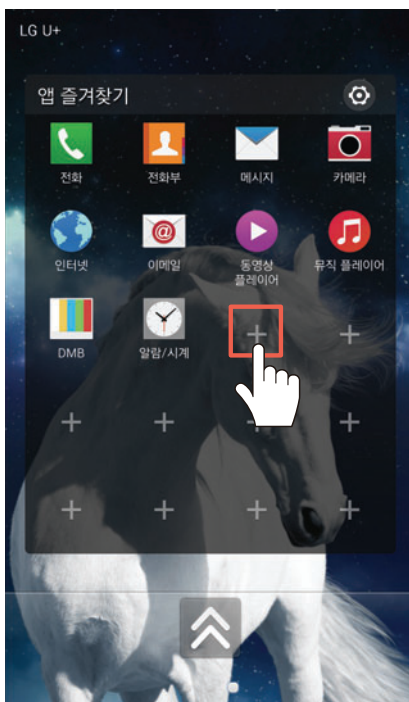 LG U+
앱 즐겨찾기
전화
전화부
메시지
카메라
인터넷
이메일
동영상
플레이어
뮤직 플레이어
DMB
알람/시계